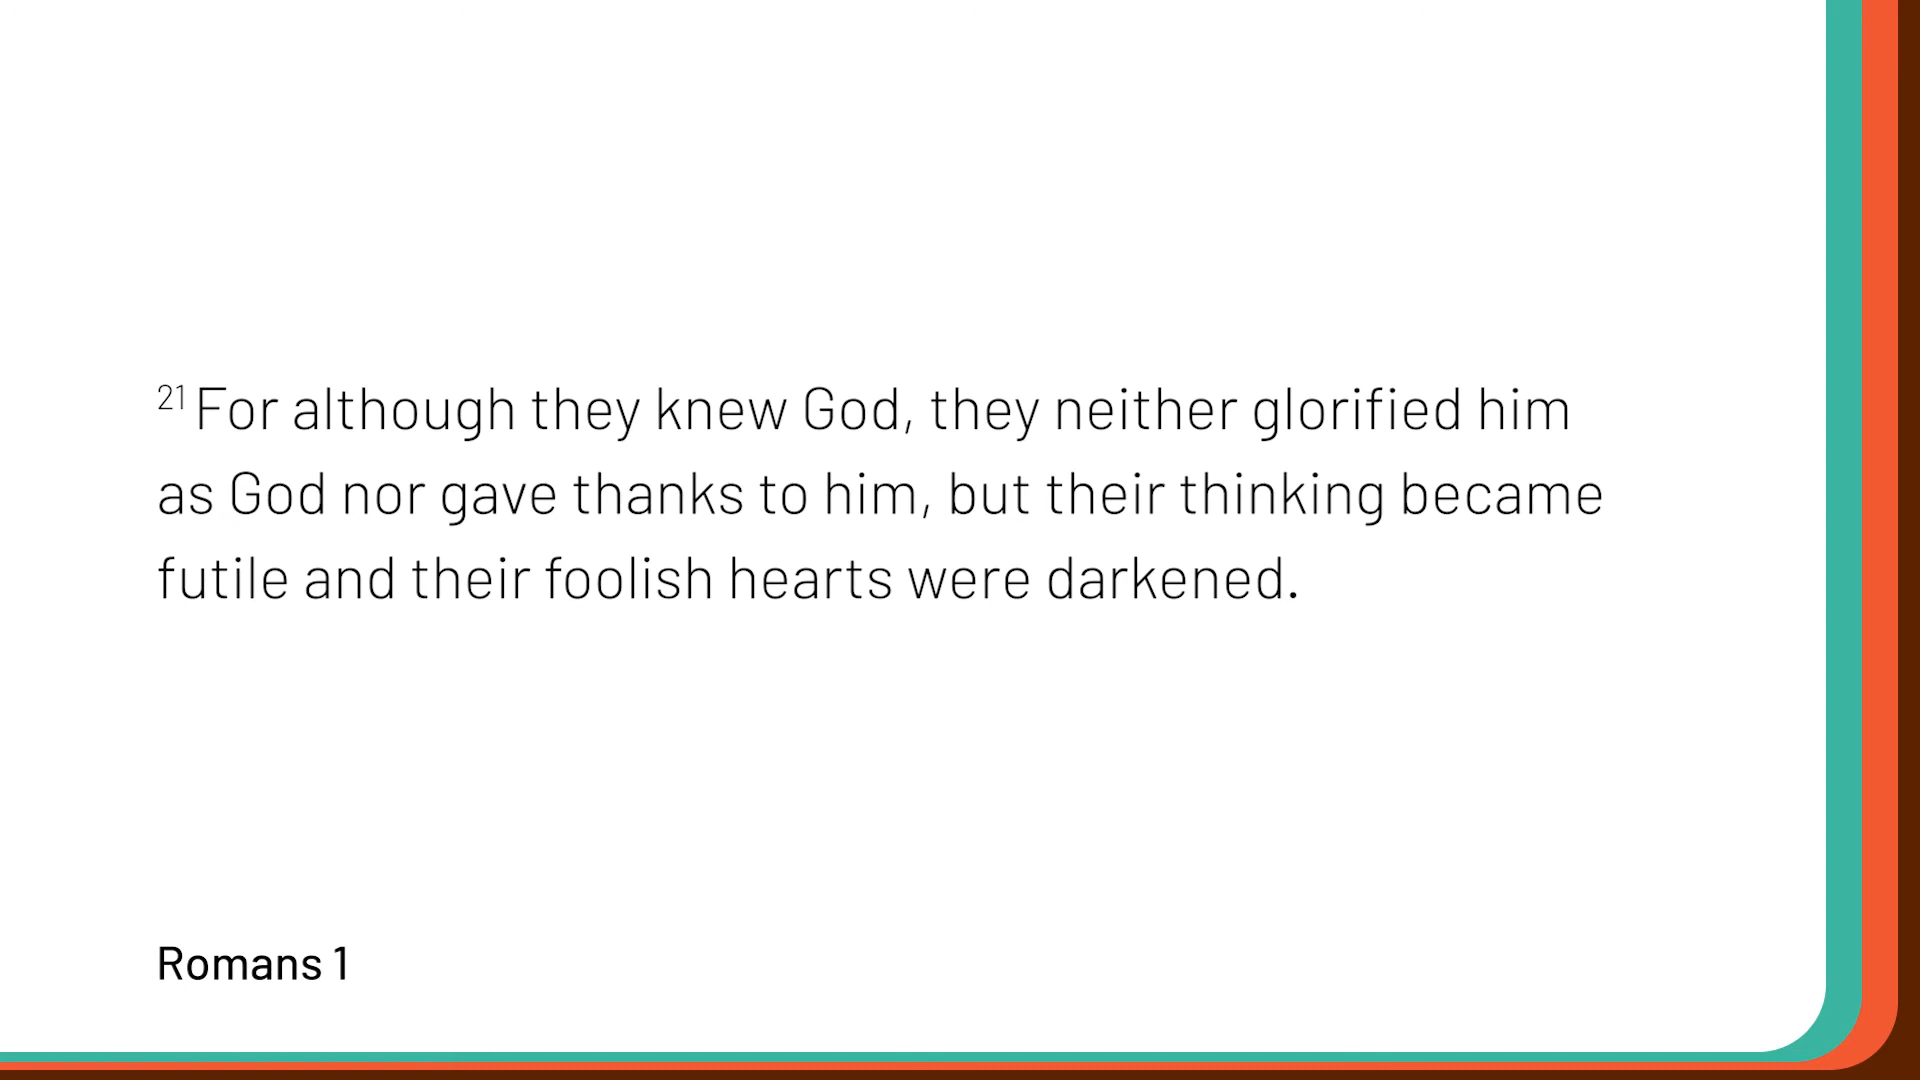 21 For although they knew God, they neither glorified him
as God nor gave thanks to him, but their thinking became
futile and their foolish hearts were darkened.
Romans 1